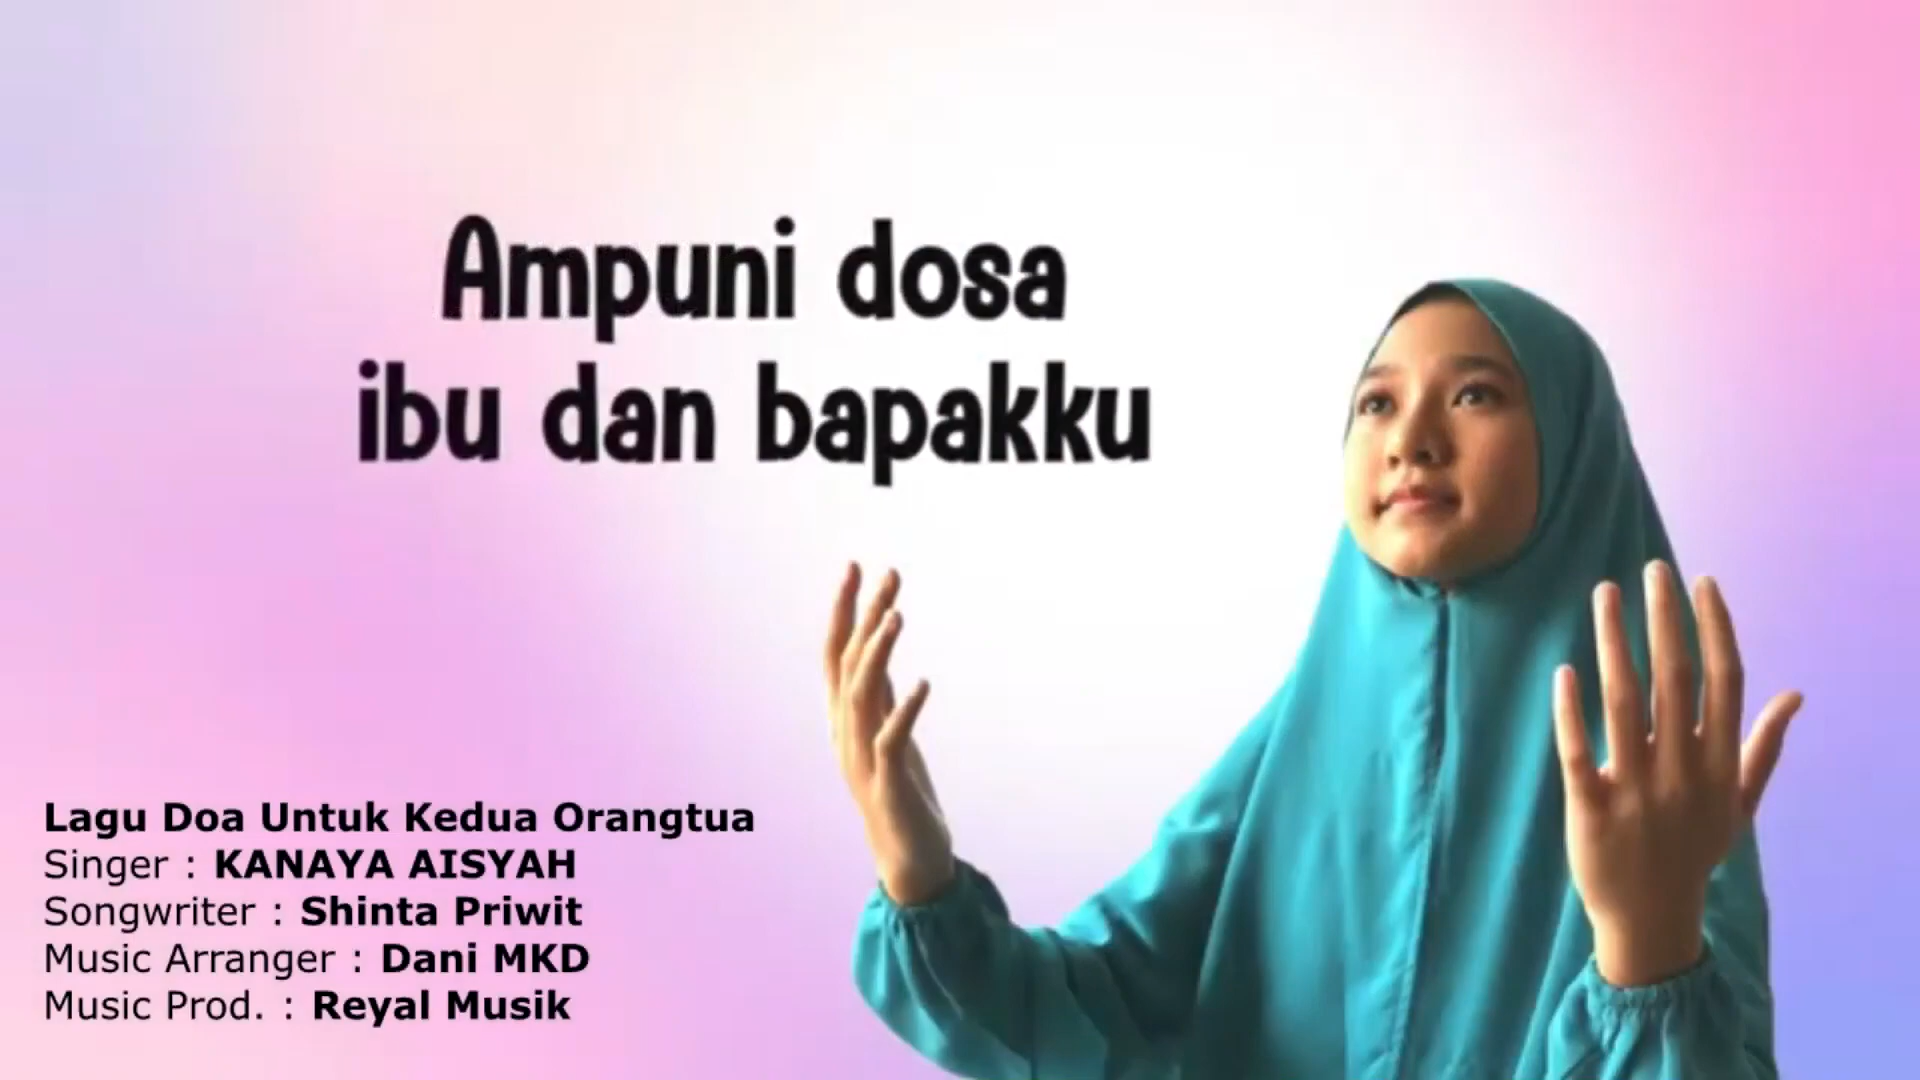 Ampuni dosa
ibu dan bapakku
Lagu Doa Untuk Kedua Orangtua
Singer : KANAYA AISYAH
Songwriter : Shinta Priwit
Music Arranger : Dani MKD
Music Prod. : Reyal Musik